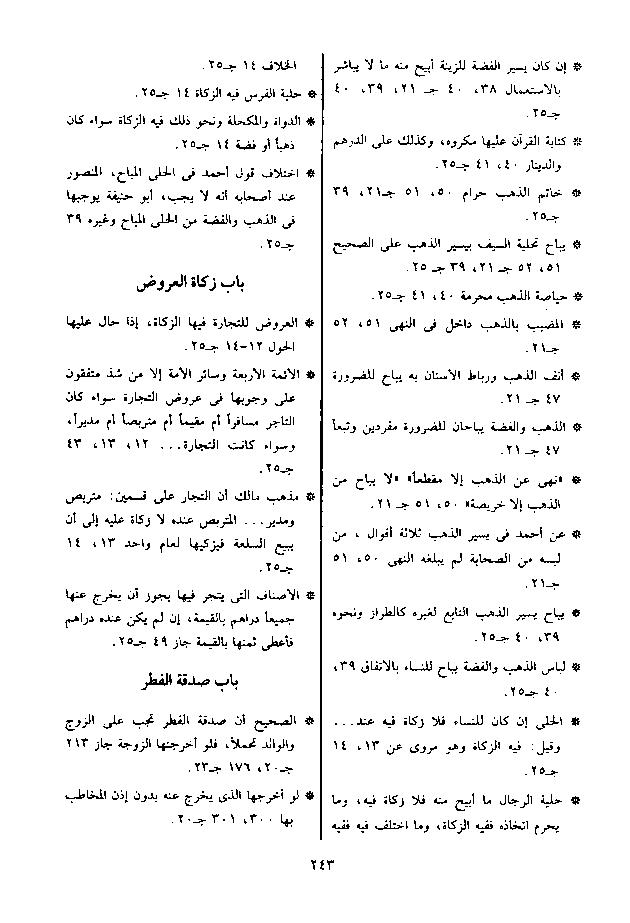 * إن كان يسير الفضة للزينة أبيح منه ما لا يباشر
بالاستعمال ٣٨، ٤٠ جـ ٢١، ٣٩، ٤٠
جـ٢٥.
* كتابة القرآن عليها مكروه، وكذلك على الدرهم
والدينار ٤٠، ٤١ جـ٢٥.
* خاتم الذهب حرام ٥٠، ٥١ جـ٢١، ٣٩
جـ٢٥.
* يباح تحلية السيف بيسير الذهب على الصحيح
٥١، ٥٢ جـ ٢١، ٣٩ جـ ٢٥.
* حياصة الذهب محرمة ٤٠، ٤١ جـ٢٥.
* المضبب بالذهب داخل فى النهى ٥١، ٥٢
جـ٢١.
* أنف الذهب ورباط الأسنان به يباح للضرورة
٤٧ جـ ٢١.
* الذهب والفضة يباحان للضرورة مفردين وتبعاً
٤٧ جـ ٢١.
* «نهى عن الذهب إلا مقطعاً» «لا يباح من
الذهب إلا خريصة» ٥٠، ٥١ جـ٢١.
* عن أحمد فى يسير الذهب ثلاثة أقوال ، من
لبسه من الصحابة لم يبلغه النهى ٥٠، ٥١
جـ٢١.
* يباح يسير الذهب التابع لغيره كالطراز ونحوه
٣٩، ٤٠ جـ٢٥.
* لباس الذهب والفضة يباح للنساء بالاتفاق ٣٩،
٤٠ جـ٢٥.
* الحلى إن كان للنساء فلا زكاة فيه عند...
وقيل: فيه الزكاة وهو مروى عن ١٣، ١٤
جـ٢٥.
* حلية الرجال ما أبيح منه فلا زكاة فيه، وما
يحرم اتخاذه ففيه الزكاة، وما اختلف فيه ففيه
الخلاف ١٤ جـ٢٥.
* حلية الفرس فيه الزكاة ١٤ جـ٢٥.
* الدواة والمكحلة ونحو ذلك فيه الزكاة سواء كان
ذهباً أو فضة ١٤ جـ٢٥.
* اختلاف قول أحمد فى الحلى المباح، المنصور
عند أصحابه أنه لا يجب، أبو حنيفة يوجبها
فى الذهب والفضة من الحلى المباح وغيره ٣٩
جـ٢٥.
باب زكاة العروض
* العروض للتجارة فيها الزكاة، إذا حال عليها
الحول ١٢-١٤ جـ٢٥.
* الأئمة الأربعة وسائر الأمة إلا من شذ متفقون
على وجوبها فى عروض التجارة سواء كان
التاجر مسافراً أم مقيماً أم متربصاً أم مديراً،
وسواء كانت التجارة... ١٢، ١٣، ٤٣
جـ٢٥.
* مذهب مالك أن التجار على قسمين: متربص
ومدير... المتربص عنده لا زكاة عليه إلى أن
يبيع السلعة فيزكيها لعام واحد ١٣، ١٤
جـ٢٥.
* الأصناف التى يتجر فيها يجوز أن يخرج عنها
جميعاً دراهم بالقيمة، إن لم يكن عنده دراهم
فأعطى ثمنها بالقيمة جاز ٤٩ جـ٢٥.
باب صدقة الفطر
* الصحيح أن صدقة الفطر تجب على الزوج
والوالد تحملاً، فلو أخرجتها الزوجة جاز ٢١٣
جـ٢٠، ١٧٦ جـ٢٣.
* لو أخرجها الذى يخرج عنه بدون إذن المخاطب
بها ٣٠٠، ٣٠١ جـ٢٠.
٢٤٣